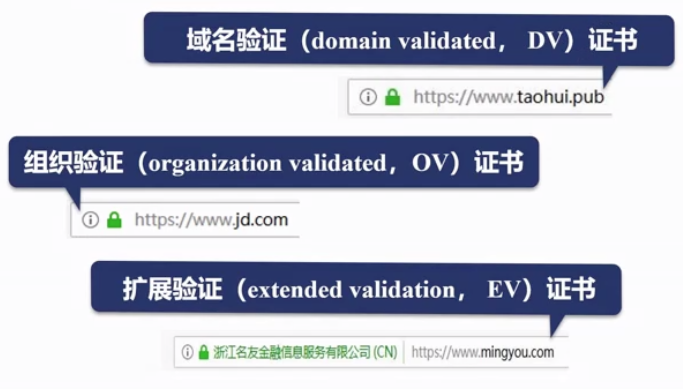 域名验证（domain validated， DV）证书
https://www.taohui.pub
组织验证（organization validated，OV）证书
https://www.jd.com
扩展验证（extended validation， EV）证书
浙江名友金融信息服务有限公司 (CN) https://www.mingyou.com